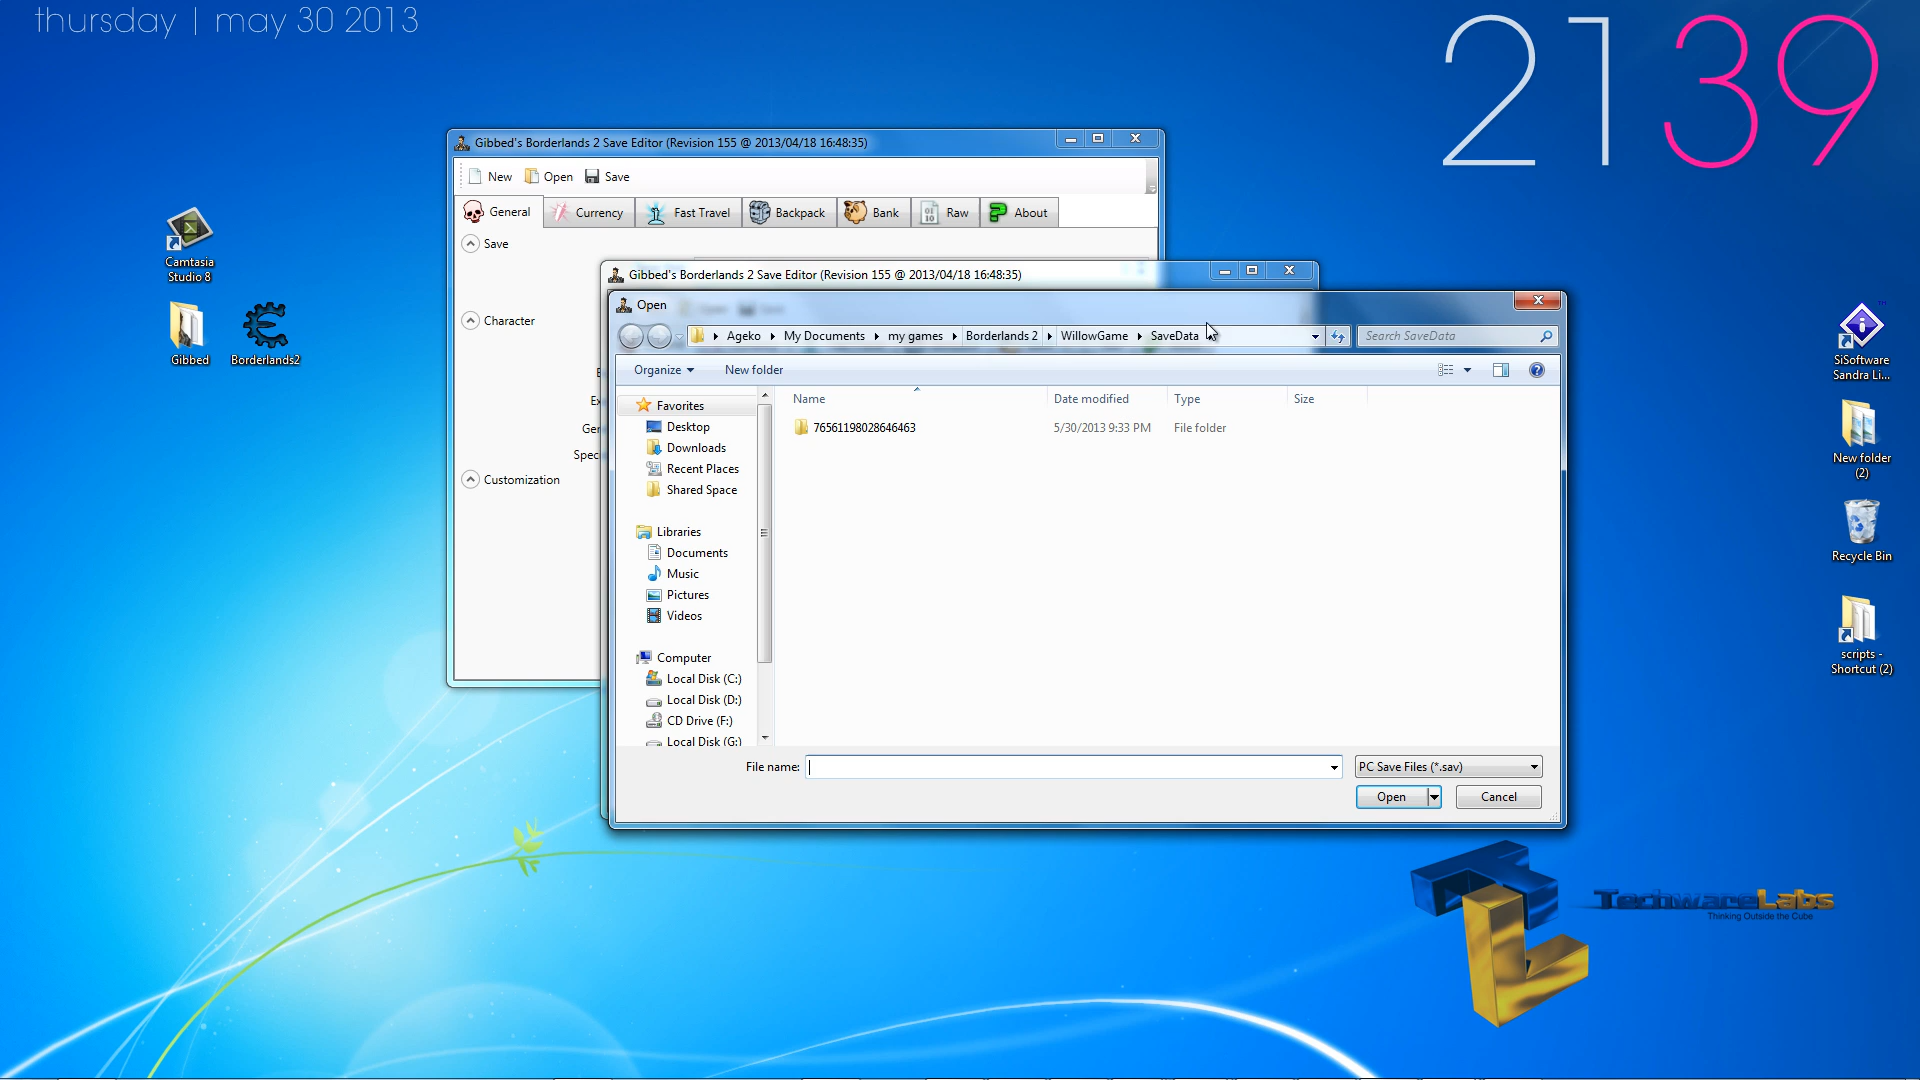 thursday | may 30 2013
2139
Gibbed's Borderlands 2 Save Editor (Revision 155 @ 2013/04/18 16:48:35)
New Open Save
General Currency Fast Travel Backpack Bank Raw About
Save
Character
Ex
Ger
Spec
Customization
Gibbed's Borderlands 2 Save Editor (Revision 155 @ 2013/04/18 16:48:35)
Open
Ageko My Documents my games Borderlands 2 WillowGame SaveData
Search SaveData
Organize New folder
Favorites
Desktop
Downloads
Recent Places
Shared Space
Libraries
Documents
Music
Pictures
Videos
Computer
Local Disk (C:)
Local Disk (D:)
CD Drive (F:)
Local Disk (G:)
Name Date modified Type Size
76561198028646463 5/30/2013 9:33 PM File folder
File name:
PC Save Files (*.sav)
Open Cancel
Camtasia
Studio 8
Gibbed
Borderlands2
SiSoftware
Sandra Li...
New folder
(2)
Recycle Bin
scripts -
Shortcut (2)
TechwareLabs
Thinking Outside the Cube